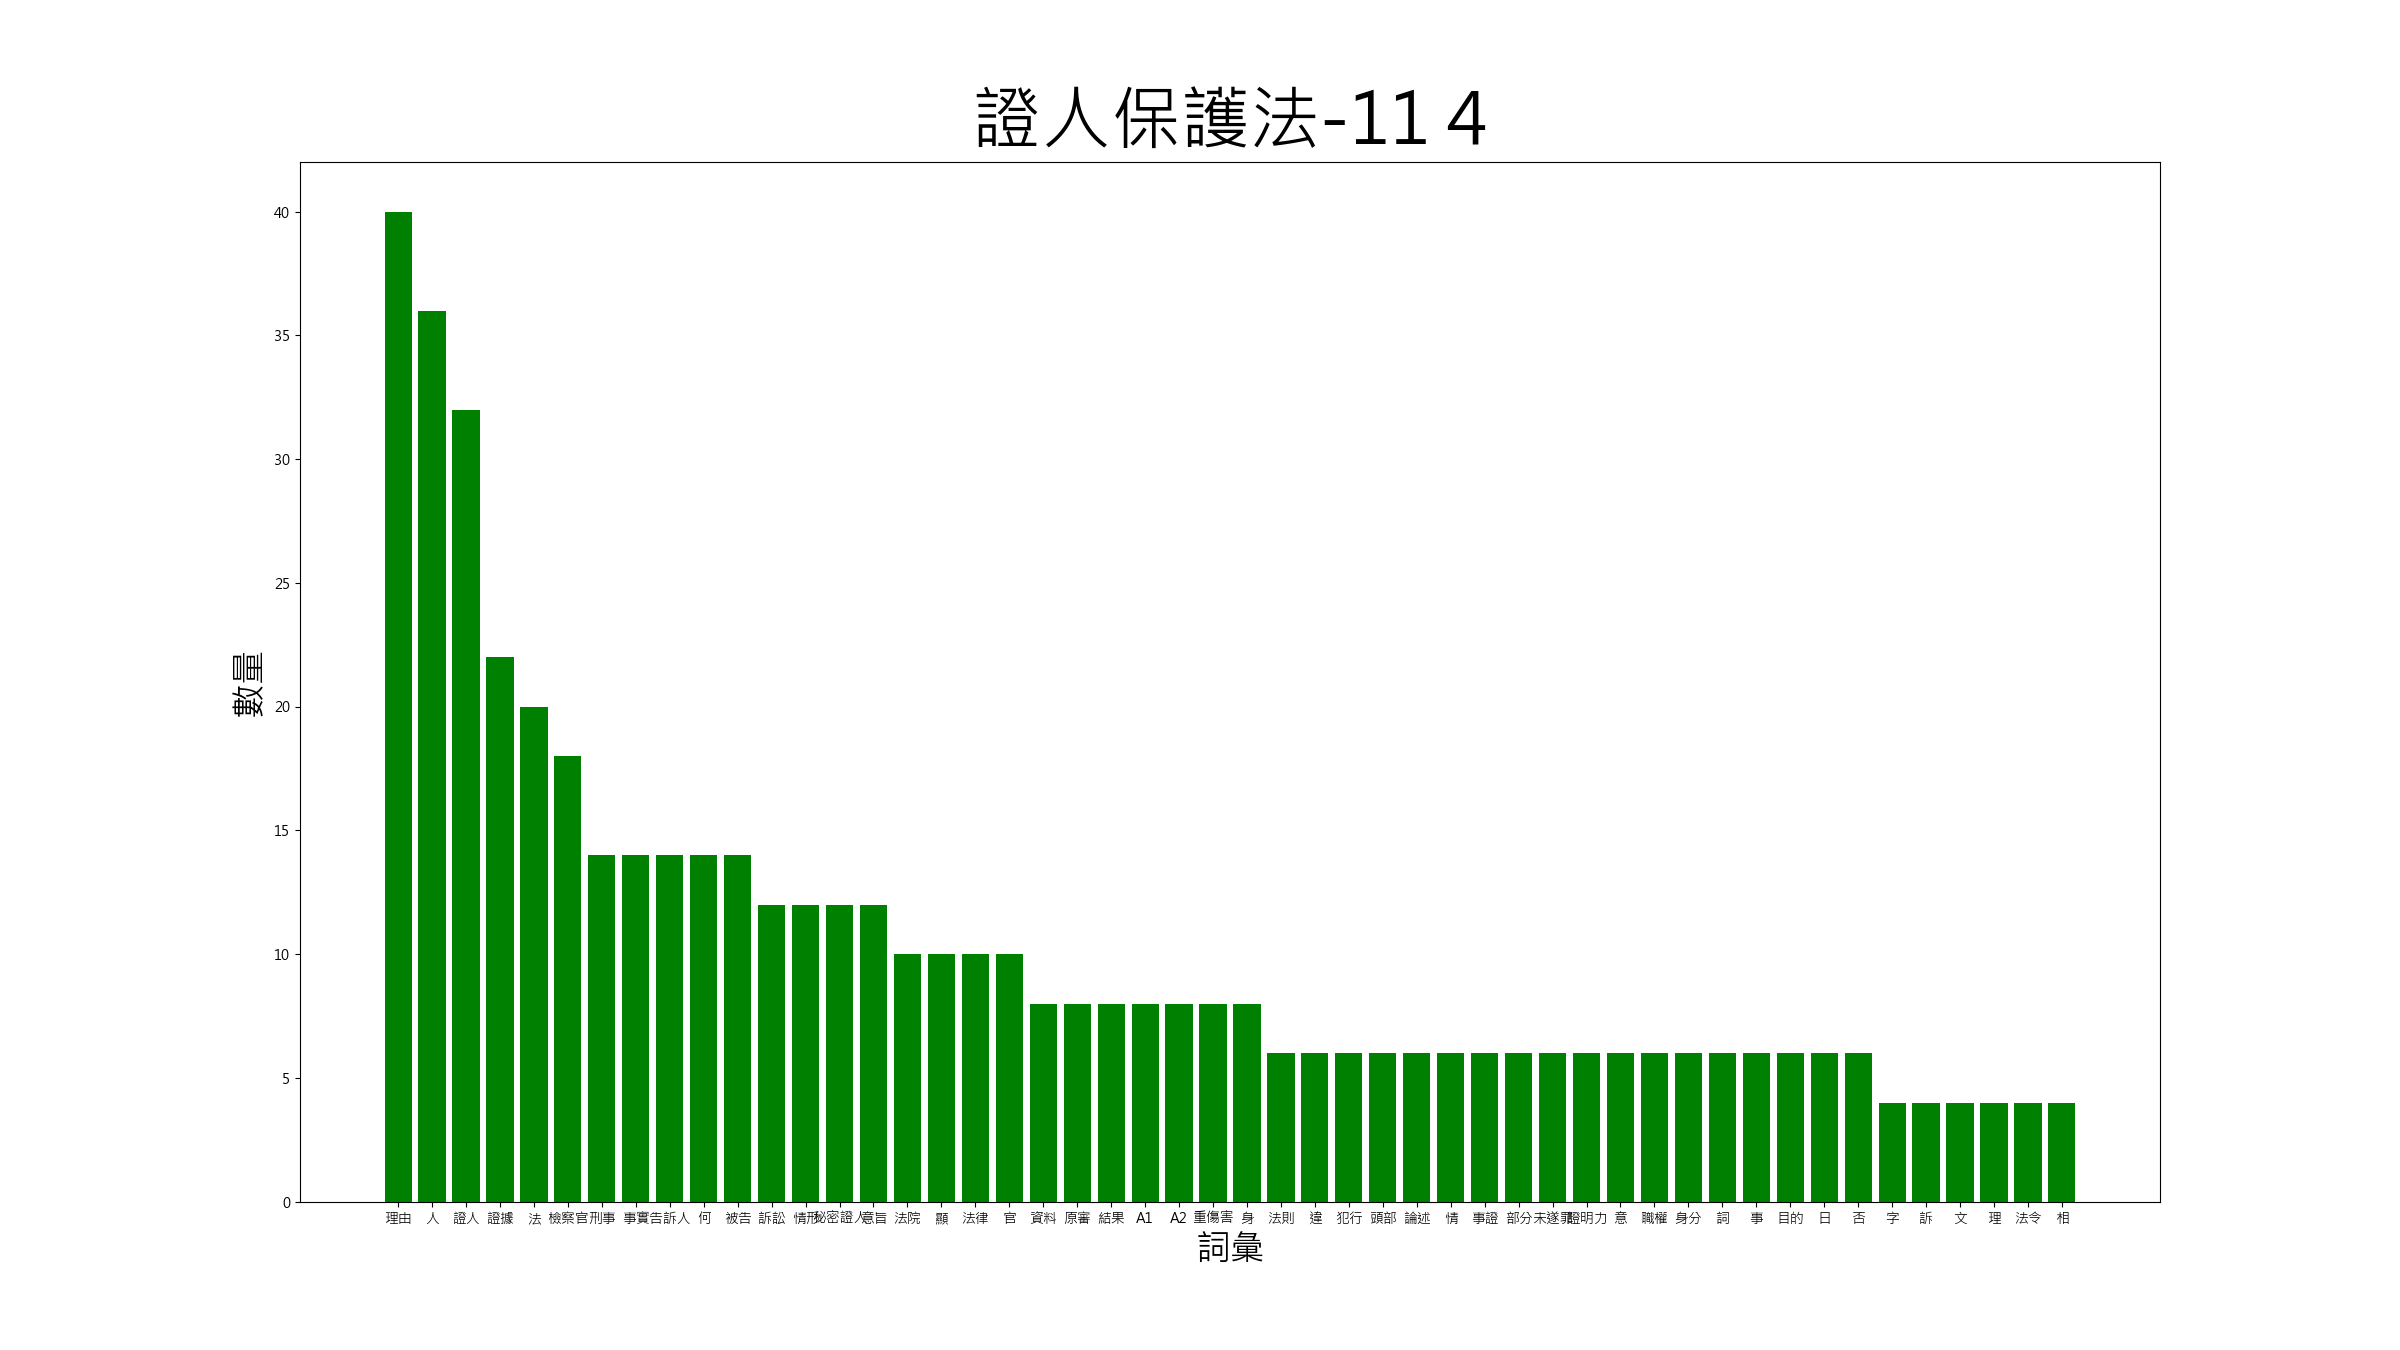 證人保護法-11 4
數量
40
35
30
25
20
15
10
5
0
理由 人 證人 證據 法 檢察官 刑事 事實 告訴人 何 被告 訴訟 情形 秘密證人 意旨 法院 顯 法律 官 資料 原審 結果 A1 A2 重傷害 身 法則 違 犯行 頭部 論述 情 事證 部分 未遂罪 證明力 意 職權 身分 詞 事 目的 日 否 字 訴 文 理 法令 相
詞彙